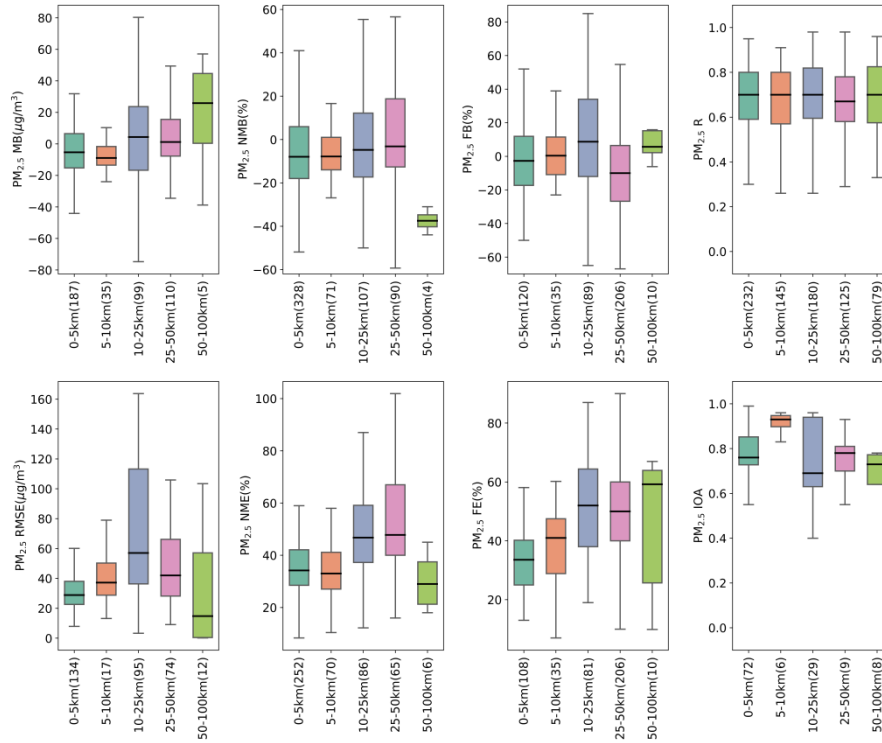 PM2.5 MB(μg/m³)
80
60
40
20
0
−20
−40
−60
−80
0-5km(187)
5-10km(35)
10-25km(99)
25-50km(110)
50-100km(5)
PM2.5 NMB(%)
60
40
20
0
−20
−40
−60
0-5km(328)
5-10km(71)
10-25km(107)
25-50km(90)
50-100km(4)
PM2.5 FB(%)
80
60
40
20
0
−20
−40
−60
0-5km(120)
5-10km(35)
10-25km(89)
25-50km(206)
50-100km(10)
PM2.5 R
1.0
0.8
0.6
0.4
0.2
0.0
0-5km(232)
5-10km(145)
10-25km(180)
25-50km(125)
50-100km(79)
PM2.5 RMSE(μg/m³)
160
140
120
100
80
60
40
20
0
0-5km(134)
5-10km(17)
10-25km(95)
25-50km(74)
50-100km(12)
PM2.5 NME(%)
100
80
60
40
20
0-5km(252)
5-10km(70)
10-25km(86)
25-50km(65)
50-100km(6)
PM2.5 FE(%)
80
60
40
20
0-5km(108)
5-10km(35)
10-25km(81)
25-50km(206)
50-100km(10)
PM2.5 IOA
1.0
0.8
0.6
0.4
0.2
0.0
0-5km(72)
5-10km(6)
10-25km(29)
25-50km(9)
50-100km(8)